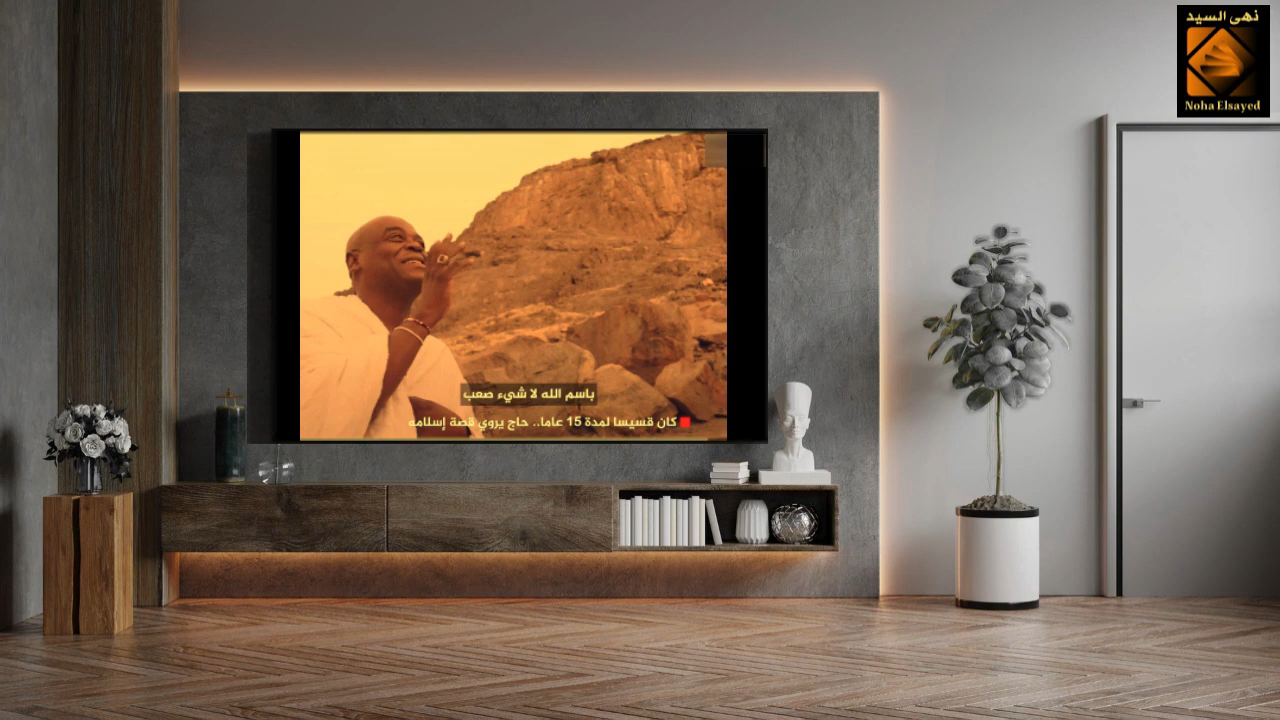 نهى السيد
Noha Elsayed
باسم الله لا شيء صعب
كان قسيسا لمدة 15 عاما.. حاج يروي قصة إسلامه